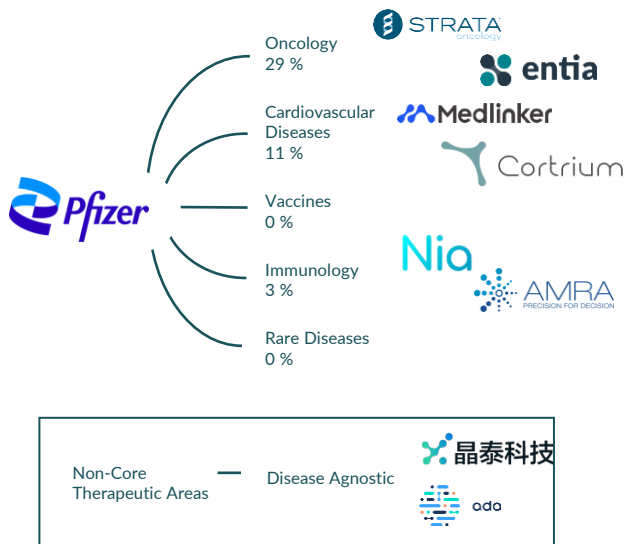 STRATA
oncology
Oncology
29 %
entia
Cardiovascular
Diseases
11 %
Medlinker
Cortrium
Pfizer
Vaccines
0 %
Nia
Immunology
3 %
AMRA
PRECISION FOR DECISION
Rare Diseases
0 %
Non-Core
Therapeutic Areas
Disease Agnostic
晶泰科技
ada